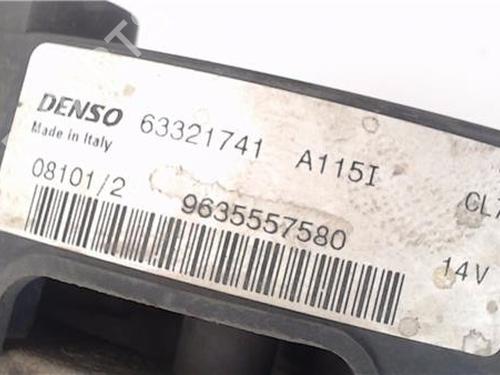 DENSO 63321741 A115I
Made in Italy
08101/2 9635557580
14V